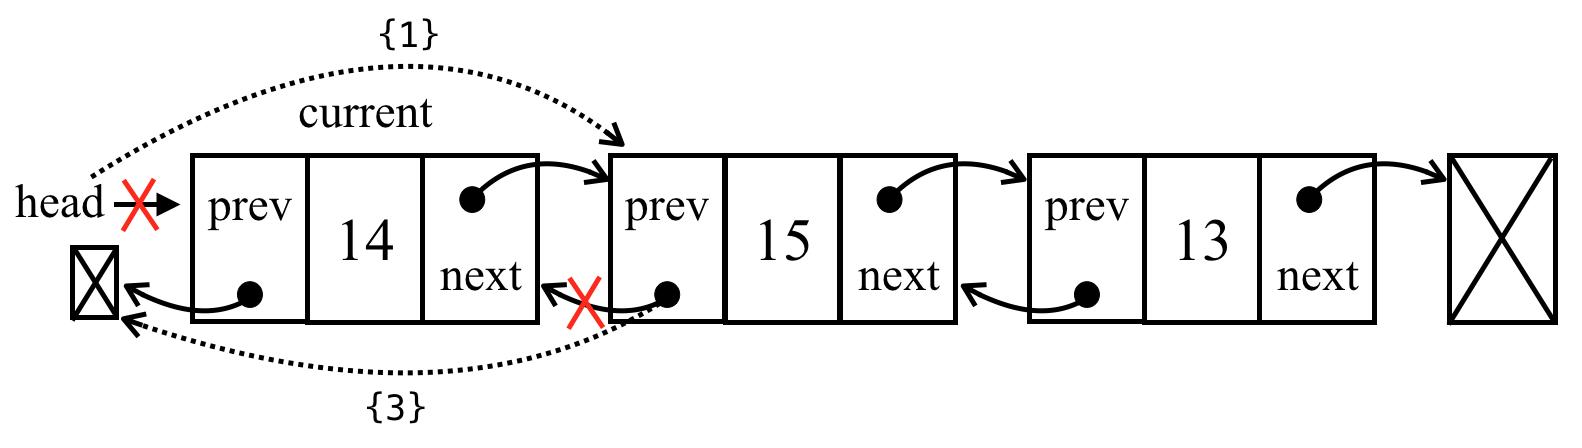 {1}
current
head
prev
14
next
prev
15
next
prev
13
next
{3}